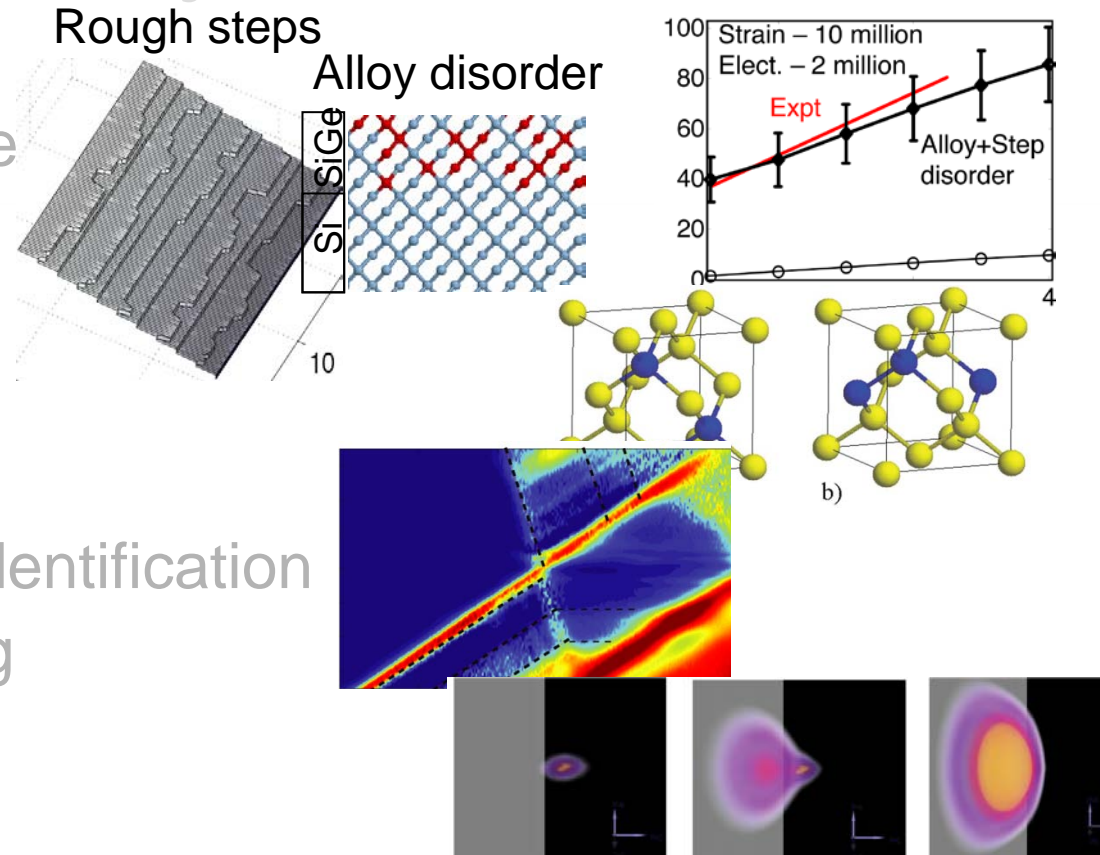 Rough steps
Alloy disorder
e
SiGe
Si
10
100
80
60
40
20
0
Strain – 10 million
Elect. – 2 million
Expt
Alloy+Step
disorder
4
b)
entification
g